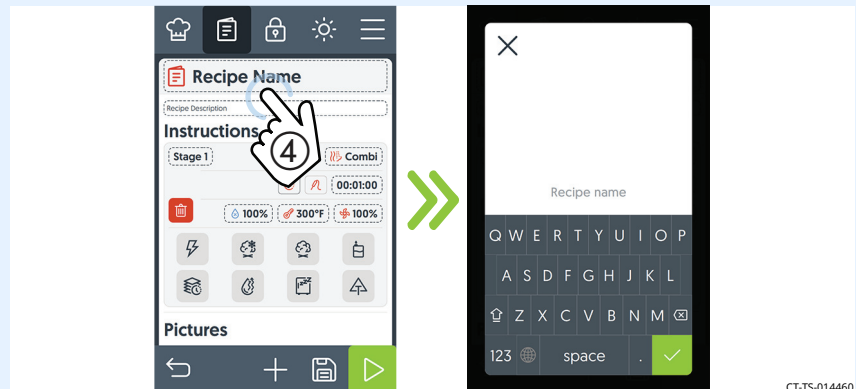 Recipe Name
Recipe Description
Instructions
4
Stage 1
Combi
00:01:00
100%
300°F
100%
Pictures
Recipe name
Q W E R T Y U I O P
A S D F G H J K L
Z X C V B N M
123 space .
CT-TS-014460